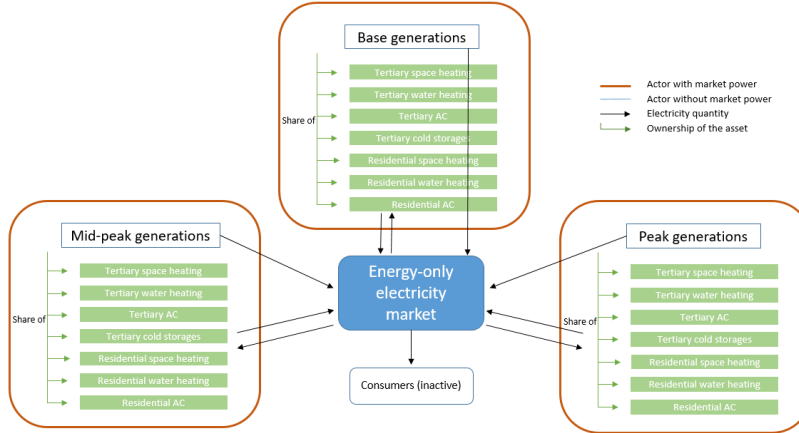 Base generations
Tertiary space heating
Tertiary water heating
Tertiary AC
Share of
Tertiary cold storages
Residential space heating
Residential water heating
Residential AC
Actor with market power
Actor without market power
Electricity quantity
Ownership of the asset
Mid-peak generations
Tertiary space heating
Tertiary water heating
Tertiary AC
Share of
Tertiary cold storages
Residential space heating
Residential water heating
Residential AC
Energy-only
electricity
market
Consumers (inactive)
Peak generations
Tertiary space heating
Tertiary water heating
Tertiary AC
Share of
Tertiary cold storages
Residential space heating
Residential water heating
Residential AC